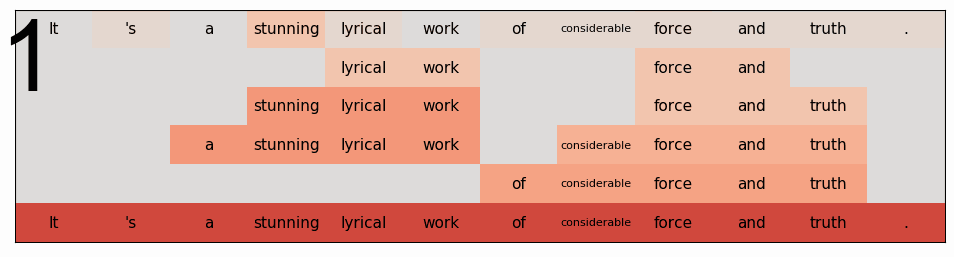 1
It 's a stunning lyrical work of considerable force and truth .
lyrical work force and
stunning lyrical work force and truth
a stunning lyrical work considerable force and truth
of considerable force and truth
It 's a stunning lyrical work of considerable force and truth .